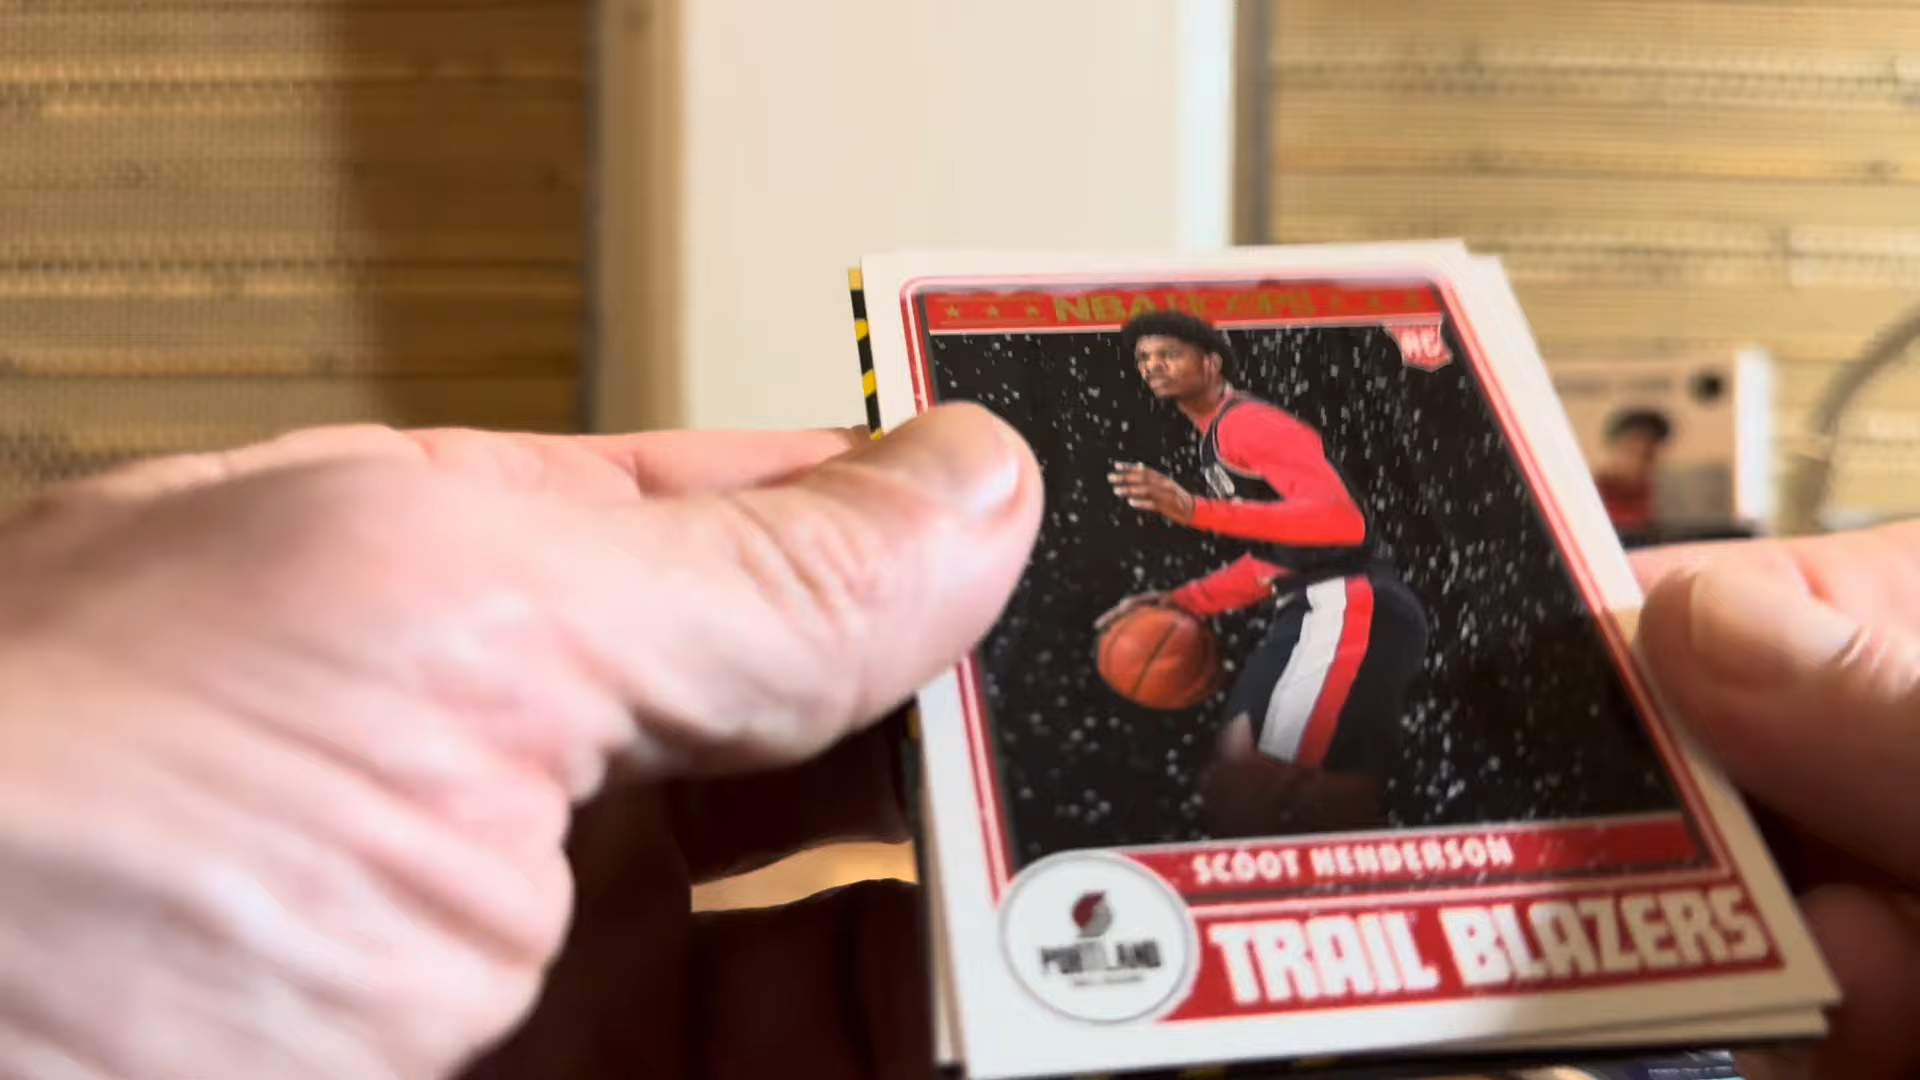 NBA HOOPS
RC
SCOOT HENDERSON
PORTLAND
TRAIL BLAZERS